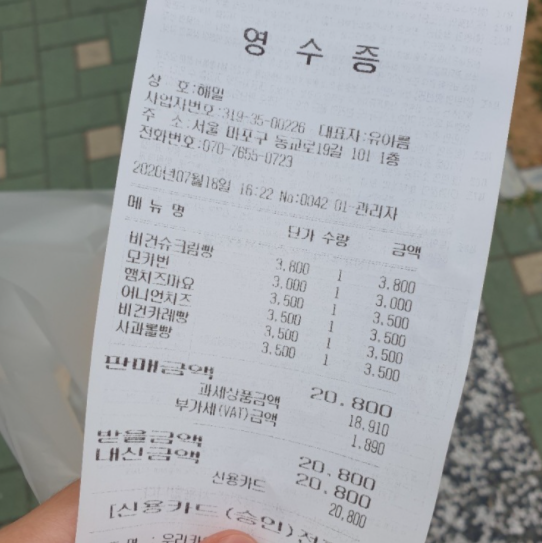 영 수 증
상 호:해밀
사업자번호:319-35-00226 대표자:유아름
주 소:서울 마포구 동교로19길 101 1층
전화번호:070-7655-0723
2020년07월18일 16:22 No:0042 01 관리자
메 뉴 명 단가 수량 금액
비건슈크림빵 3,800 1 3,800
모카번 3,000 1 3,000
햄치즈마요 3,500 1 3,500
어니언치즈 3,500 1 3,500
비건카레빵 3,500 1 3,500
사과롤빵 3,500 1 3,500
판매금액 20,800
과세상품금액 18,910
부가세(VAT)금액 1,890
받을금액 20,800
내신금액 20,800
신용카드 20,800
[신용카드(승인)전